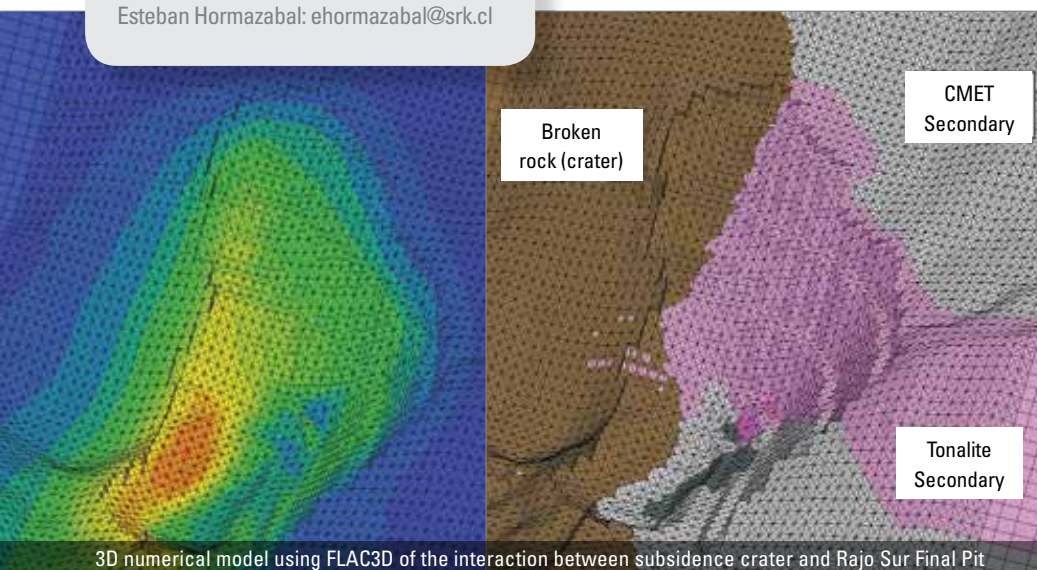 Esteban Hormazabal: ehormazabal@srk.cl
Broken
rock (crater)
CMET
Secondary
Tonalite
Secondary
3D numerical model using FLAC3D of the interaction between subsidence crater and Rajo Sur Final Pit